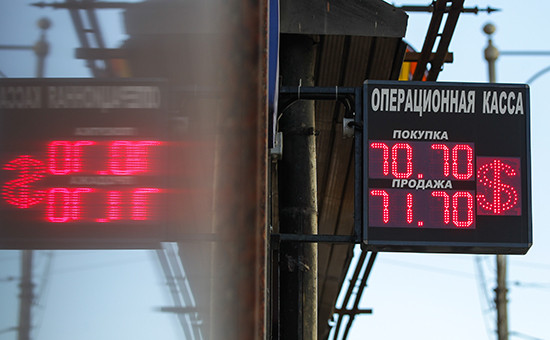 ОПЕРАЦИОННАЯ КАССА
ПОКУПКА
70.70
ПРОДАЖА
71.70
$